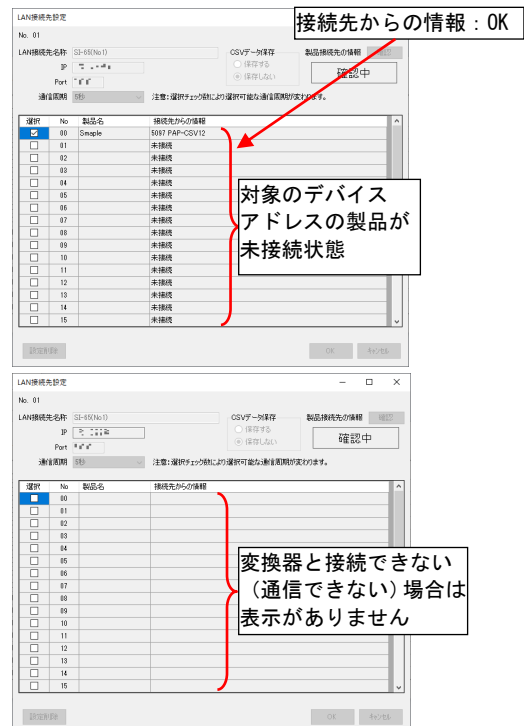 LAN接続先設定
接続先からの情報：OK
No. 01
LAN接続先名称 SI-65(No1) CSVデータ保存 製品接続先の情報 確認
IP 保存する 確認中
Port 保存しない
通信周期 5秒 注意：選択チェック数により選択可能な通信周期が変わります。
選択 No 製品名 接続先からの情報
00 Smaple 5097 PAP-CSV12
01 未接続
02 未接続
03 未接続
04 未接続
05 未接続
06 未接続
07 未接続
08 未接続
09 未接続
10 未接続
11 未接続
12 未接続
13 未接続
14 未接続
15 未接続
対象のデバイス
アドレスの製品が
未接続状態
設定削除 OK キャンセル
LAN接続先設定
No. 01
LAN接続先名称 SI-65(No1) CSVデータ保存 製品接続先の情報 確認
IP 保存する 確認中
Port 保存しない
通信周期 5秒 注意：選択チェック数により選択可能な通信周期が変わります。
選択 No 製品名 接続先からの情報
00
01
02
03
04
05
06
07
08
09
10
11
12
13
14
15
変換器と接続できない
（通信できない）場合は
表示がありません
設定削除 OK キャンセル